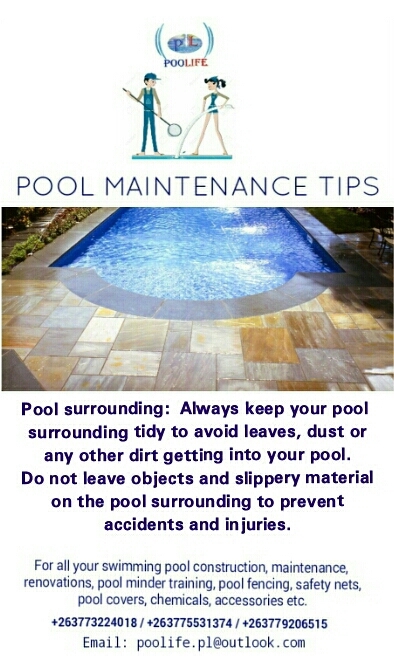 pL
POOLIFE
POOL MAINTENANCE TIPS
Pool surrounding: Always keep your pool
surrounding tidy to avoid leaves, dust or
any other dirt getting into your pool.
Do not leave objects and slippery material
on the pool surrounding to prevent
accidents and injuries.
For all your swimming pool construction, maintenance,
renovations, pool minder training, pool fencing, safety nets,
pool covers, chemicals, accessories etc.
+263773224018 / +263775531374 / +263779206515
Email: poolife.pl@outlook.com